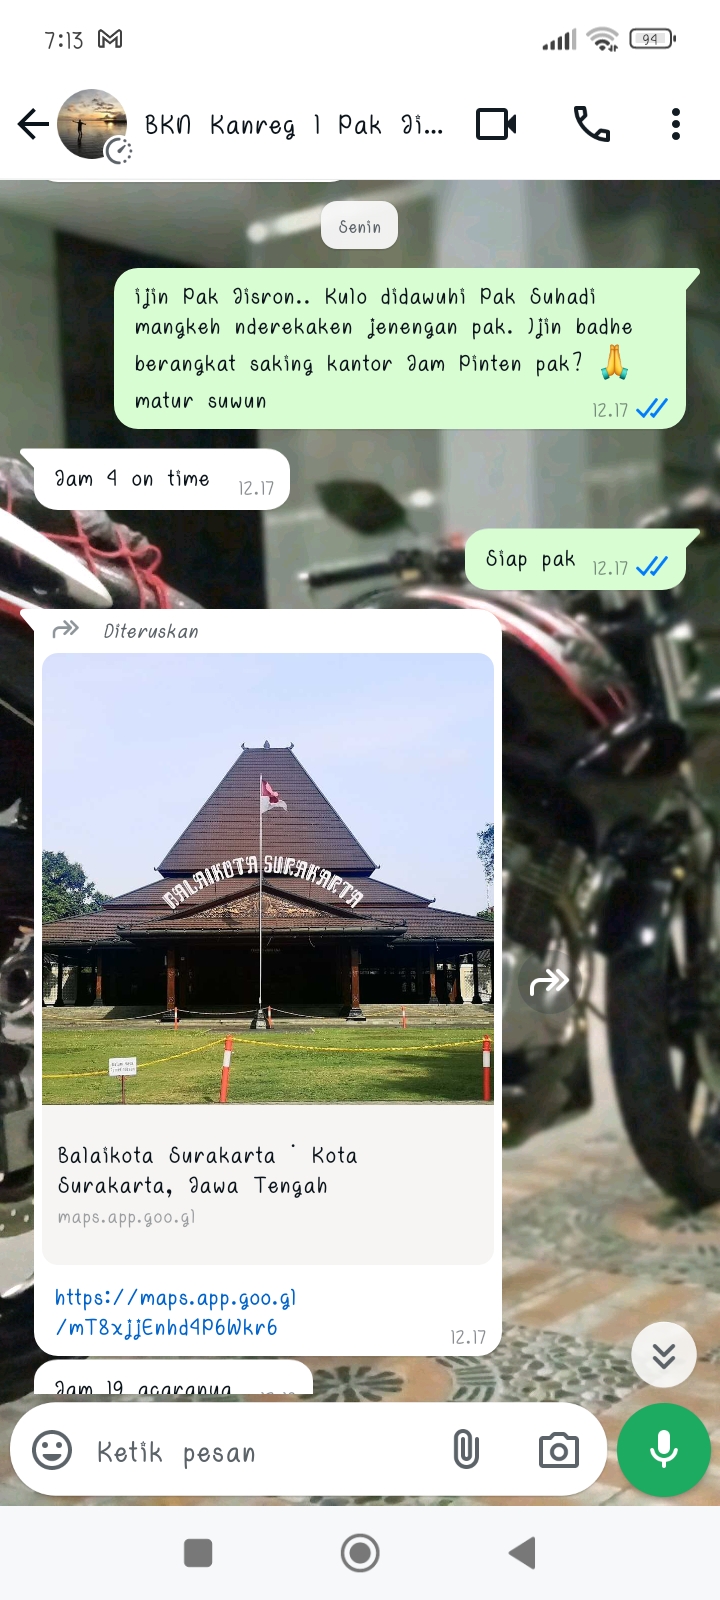 7:13
94
BKN Kanreg 1 Pak Ji...
Senin
ijin Pak Jisron.. Kulo didawuhi Pak Suhadi
mangkeh nderekaken jenengan pak. Ijin badhe
berangkat saking kantor Jam Pinten pak? 🙏
matur suwun
12.17
Jam 4 on time
12.17
Siap pak
12.17
Diteruskan
BALAIKOTA SURAKARTA
Balaikota Surakarta · Kota
Surakarta, Jawa Tengah
maps.app.goo.gl
https://maps.app.goo.gl
/mT8xjjEnhd4P6Wkr6
12.17
Jam 19 acaranya
Ketik pesan